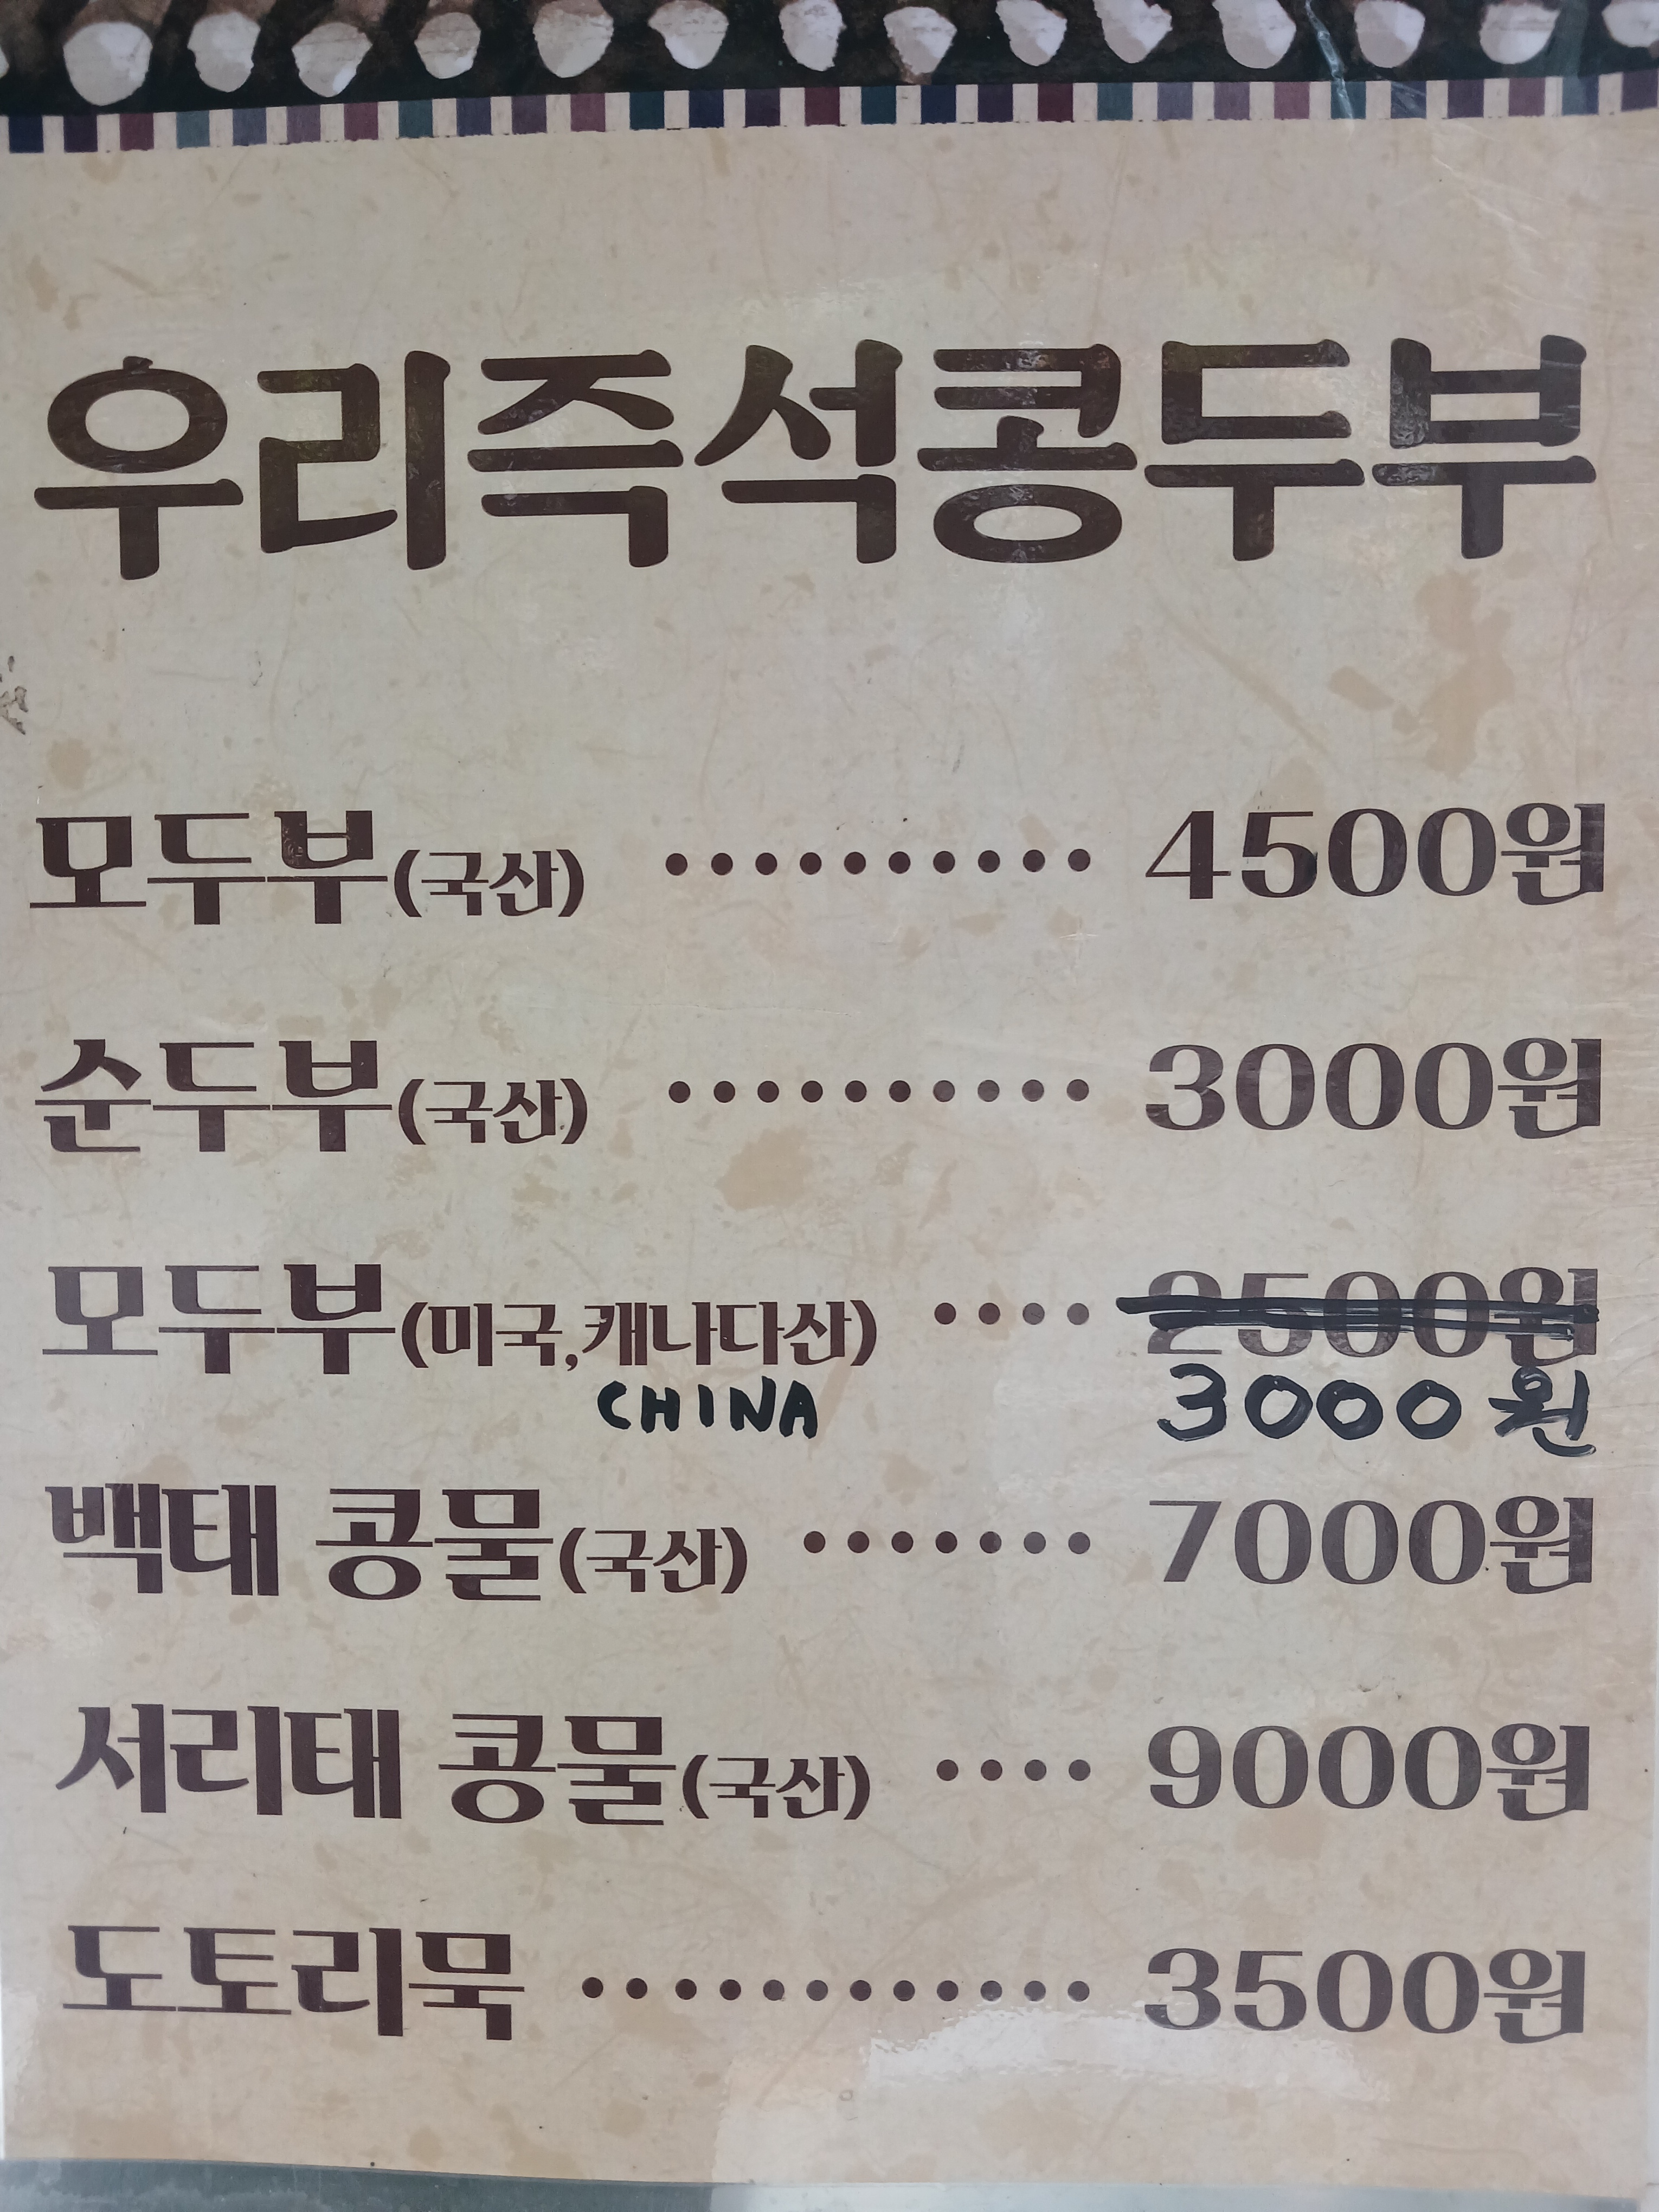 우리즉석콩두부
모두부(국산) ·········· 4500원
순두부(국산) ·········· 3000원
모두부(미국,캐나다산) ···· 2500원
CHINA 3000원
백태 콩물(국산) ······· 7000원
서리태 콩물(국산) ···· 9000원
도토리묵 ············ 3500원